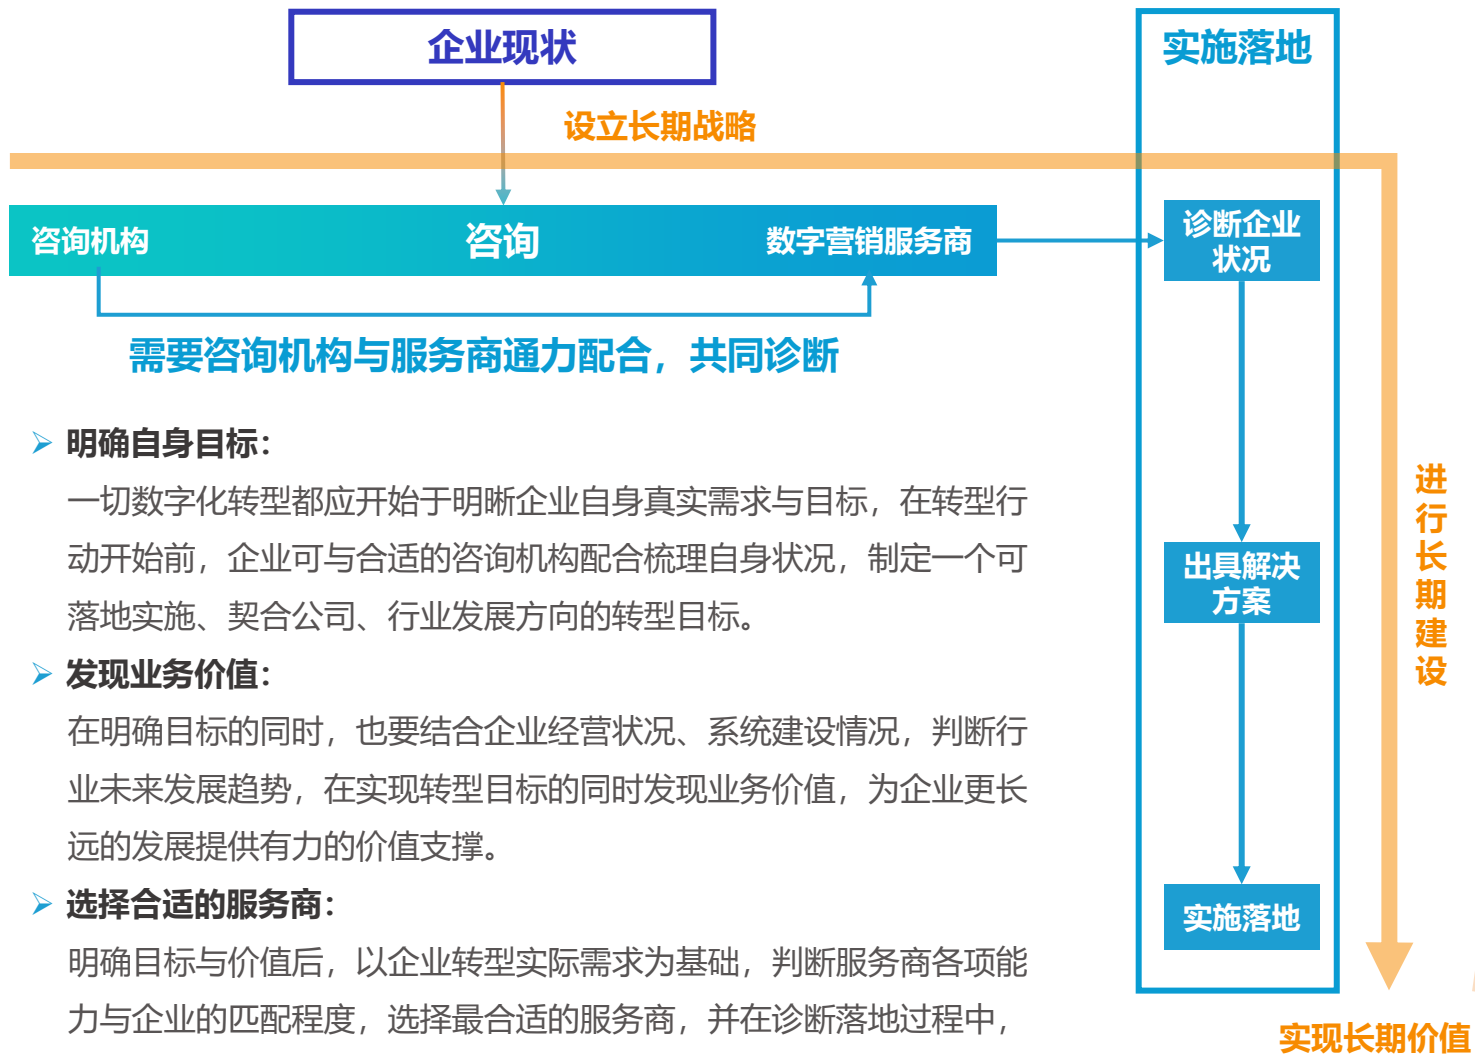 企业现状
实施落地
设立长期战略
咨询机构
咨询
数字营销服务商
诊断企业
状况
需要咨询机构与服务商通力配合，共同诊断
明确自身目标：
一切数字化转型都应开始于明晰企业自身真实需求与目标，在转型行
动开始前，企业可与合适的咨询机构配合梳理自身状况，制定一个可
落地实施、契合公司、行业发展方向的转型目标。
发现业务价值：
在明确目标的同时，也要结合企业经营状况、系统建设情况，判断行
业未来发展趋势，在实现转型目标的同时发现业务价值，为企业更长
远的发展提供有力的价值支撑。
选择合适的服务商：
明确目标与价值后，以企业转型实际需求为基础，判断服务商各项能
力与企业的匹配程度，选择最合适的服务商，并在诊断落地过程中，
出具解决
方案
实施落地
进行长期建设
实现长期价值